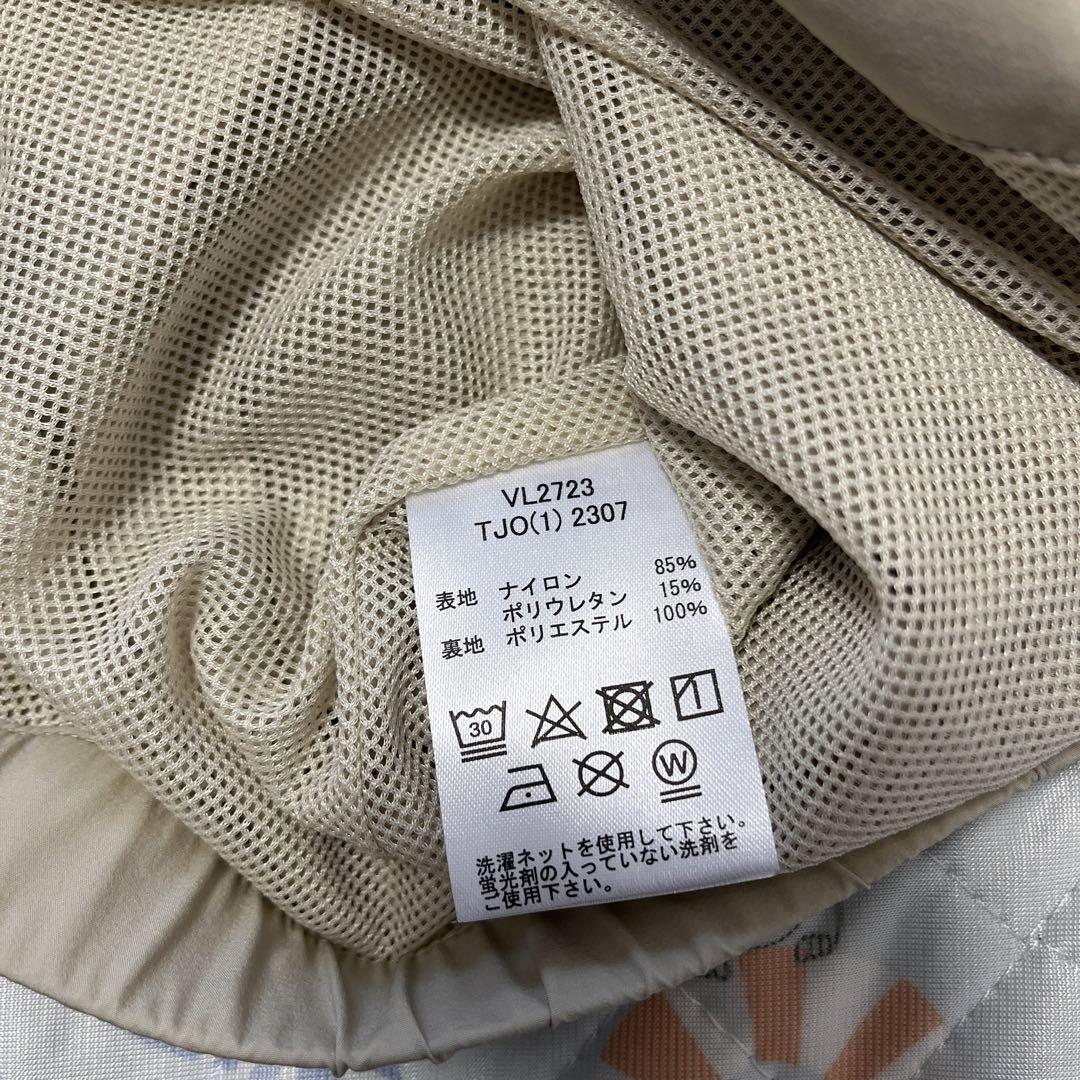 VL2723
TJO(1) 2307
表地 ナイロン 85%
ポリウレタン 15%
裏地 ポリエステル 100%
30
W
洗濯ネットを使用して下さい。
蛍光剤の入っていない洗剤を
ご使用下さい。